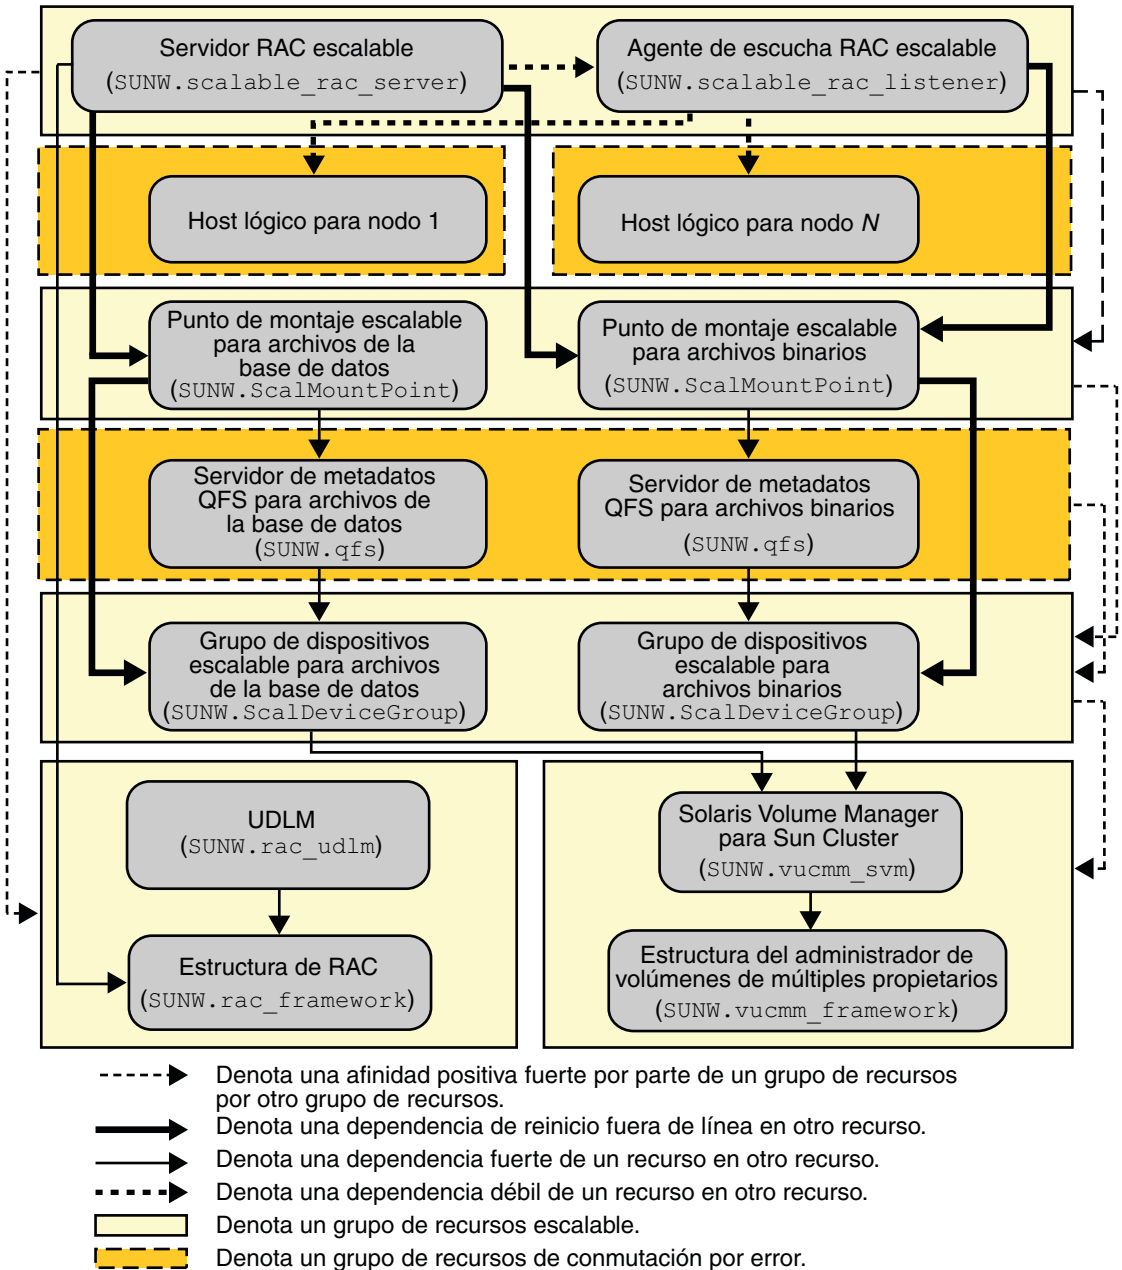 Servidor RAC escalable
(SUNW.scalable_rac_server)
Agente de escucha RAC escalable
(SUNW.scalable_rac_listener)
Host lógico para nodo 1
Host lógico para nodo N
Punto de montaje escalable
para archivos de la
base de datos
(SUNW.ScalMountPoint)
Punto de montaje escalable
para archivos binarios
(SUNW.ScalMountPoint)
Servidor de metadatos
QFS para archivos de
la base de datos
(SUNW.qfs)
Servidor de metadatos
QFS para archivos binarios
(SUNW.qfs)
Grupo de dispositivos
escalable para archivos
de la base de datos
(SUNW.ScalDeviceGroup)
Grupo de dispositivos
escalable para
archivos binarios
(SUNW.ScalDeviceGroup)
UDLM
(SUNW.rac_udlm)
Estructura de RAC
(SUNW.rac_framework)
Solaris Volume Manager
para Sun Cluster
(SUNW.vucmm_svm)
Estructura del administrador de
volúmenes de múltiples propietarios
(SUNW.vucmm_framework)
Denota una afinidad positiva fuerte por parte de un grupo de recursos
por otro grupo de recursos.
Denota una dependencia de reinicio fuera de línea en otro recurso.
Denota una dependencia fuerte de un recurso en otro recurso.
Denota una dependencia débil de un recurso en otro recurso.
Denota un grupo de recursos escalable.
Denota un grupo de recursos de conmutación por error.